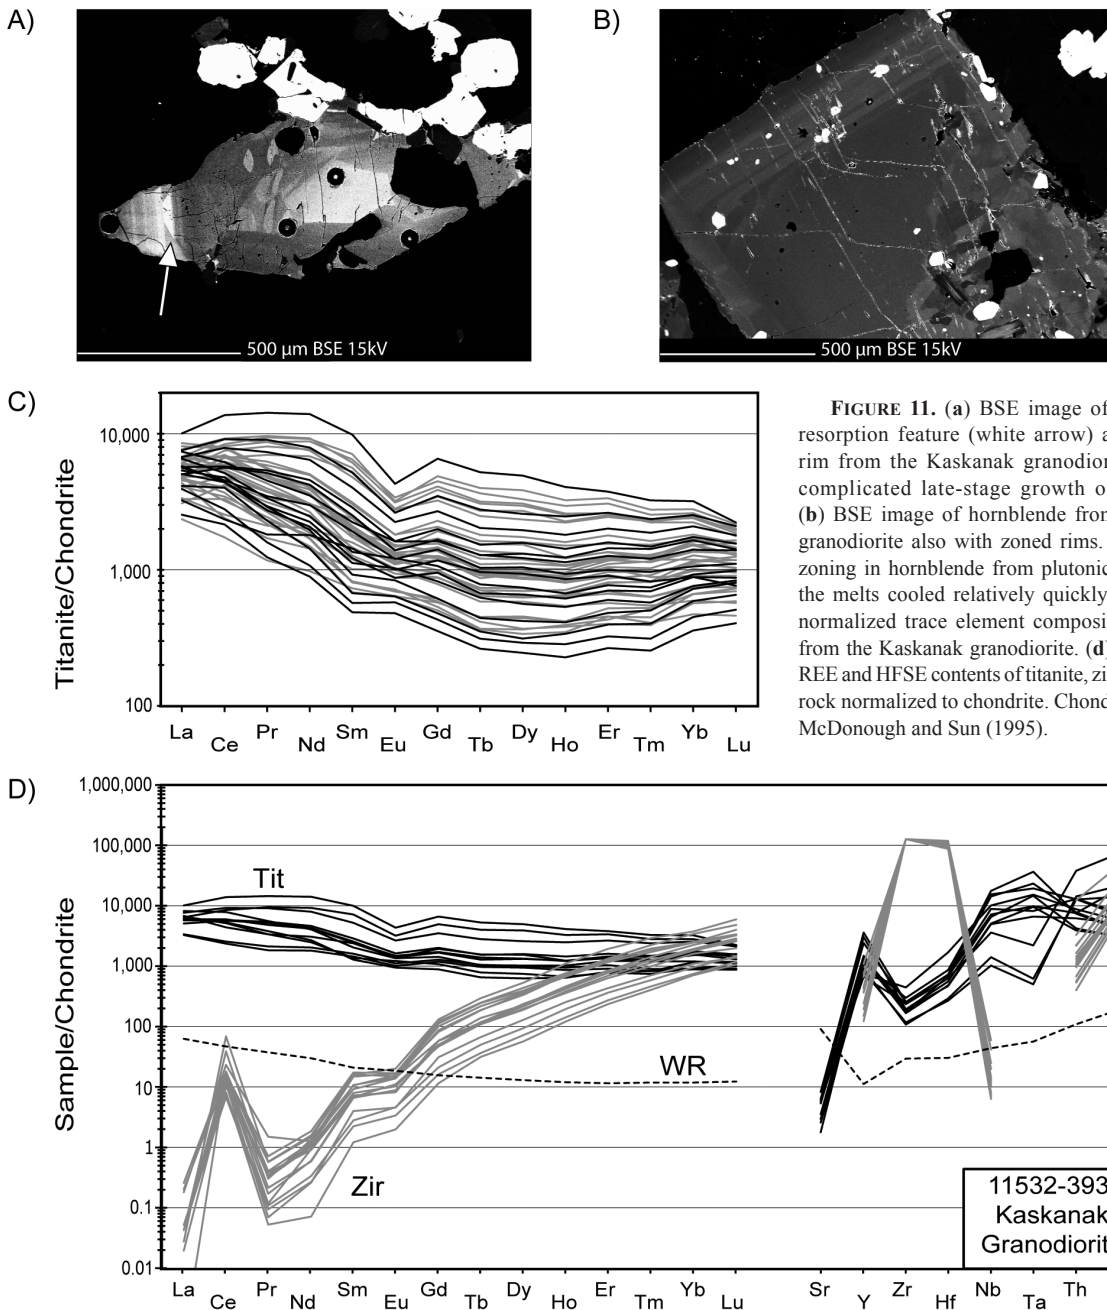 A)
B)
500 µm BSE 15kV
500 µm BSE 15kV
C)
Titanite/Chondrite
10,000
1,000
100
La Ce Pr Nd Sm Eu Gd Tb Dy Ho Er Tm Yb Lu
FIGURE 11. (a) BSE image of
resorption feature (white arrow) a
rim from the Kaskanak granodior
complicated late-stage growth o
(b) BSE image of hornblende from
granodiorite also with zoned rims.
zoning in hornblende from plutonic
the melts cooled relatively quickly
normalized trace element composi
from the Kaskanak granodiorite. (d)
REE and HFSE contents of titanite, zi
rock normalized to chondrite. Chond
McDonough and Sun (1995).
D)
Sample/Chondrite
1,000,000
100,000
10,000
1,000
100
10
1
0.1
0.01
Tit
WR
Zir
11532-393
Kaskanak
Granodiorit
La Ce Pr Nd Sm Eu Gd Tb Dy Ho Er Tm Yb Lu Sr Y Zr Hf Nb Ta Th